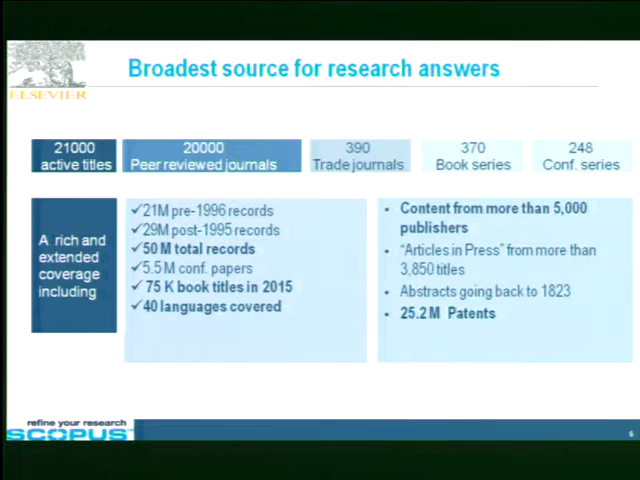 Broadest source for research answers
ELSEVIER
21000
active titles
20000
Peer reviewed journals
390
Trade journals
370
Book series
248
Conf. series
A rich and
extended
coverage
including
✓21M pre-1996 records
✓29M post-1995 records
✓50 M total records
✓5.5 M conf. papers
✓ 75 K book titles in 2015
✓40 languages covered
• Content from more than 5,000
publishers
• “Articles in Press” from more than
3,850 titles
• Abstracts going back to 1823
• 25.2 M Patents
refine your research
SCOPUS™
6